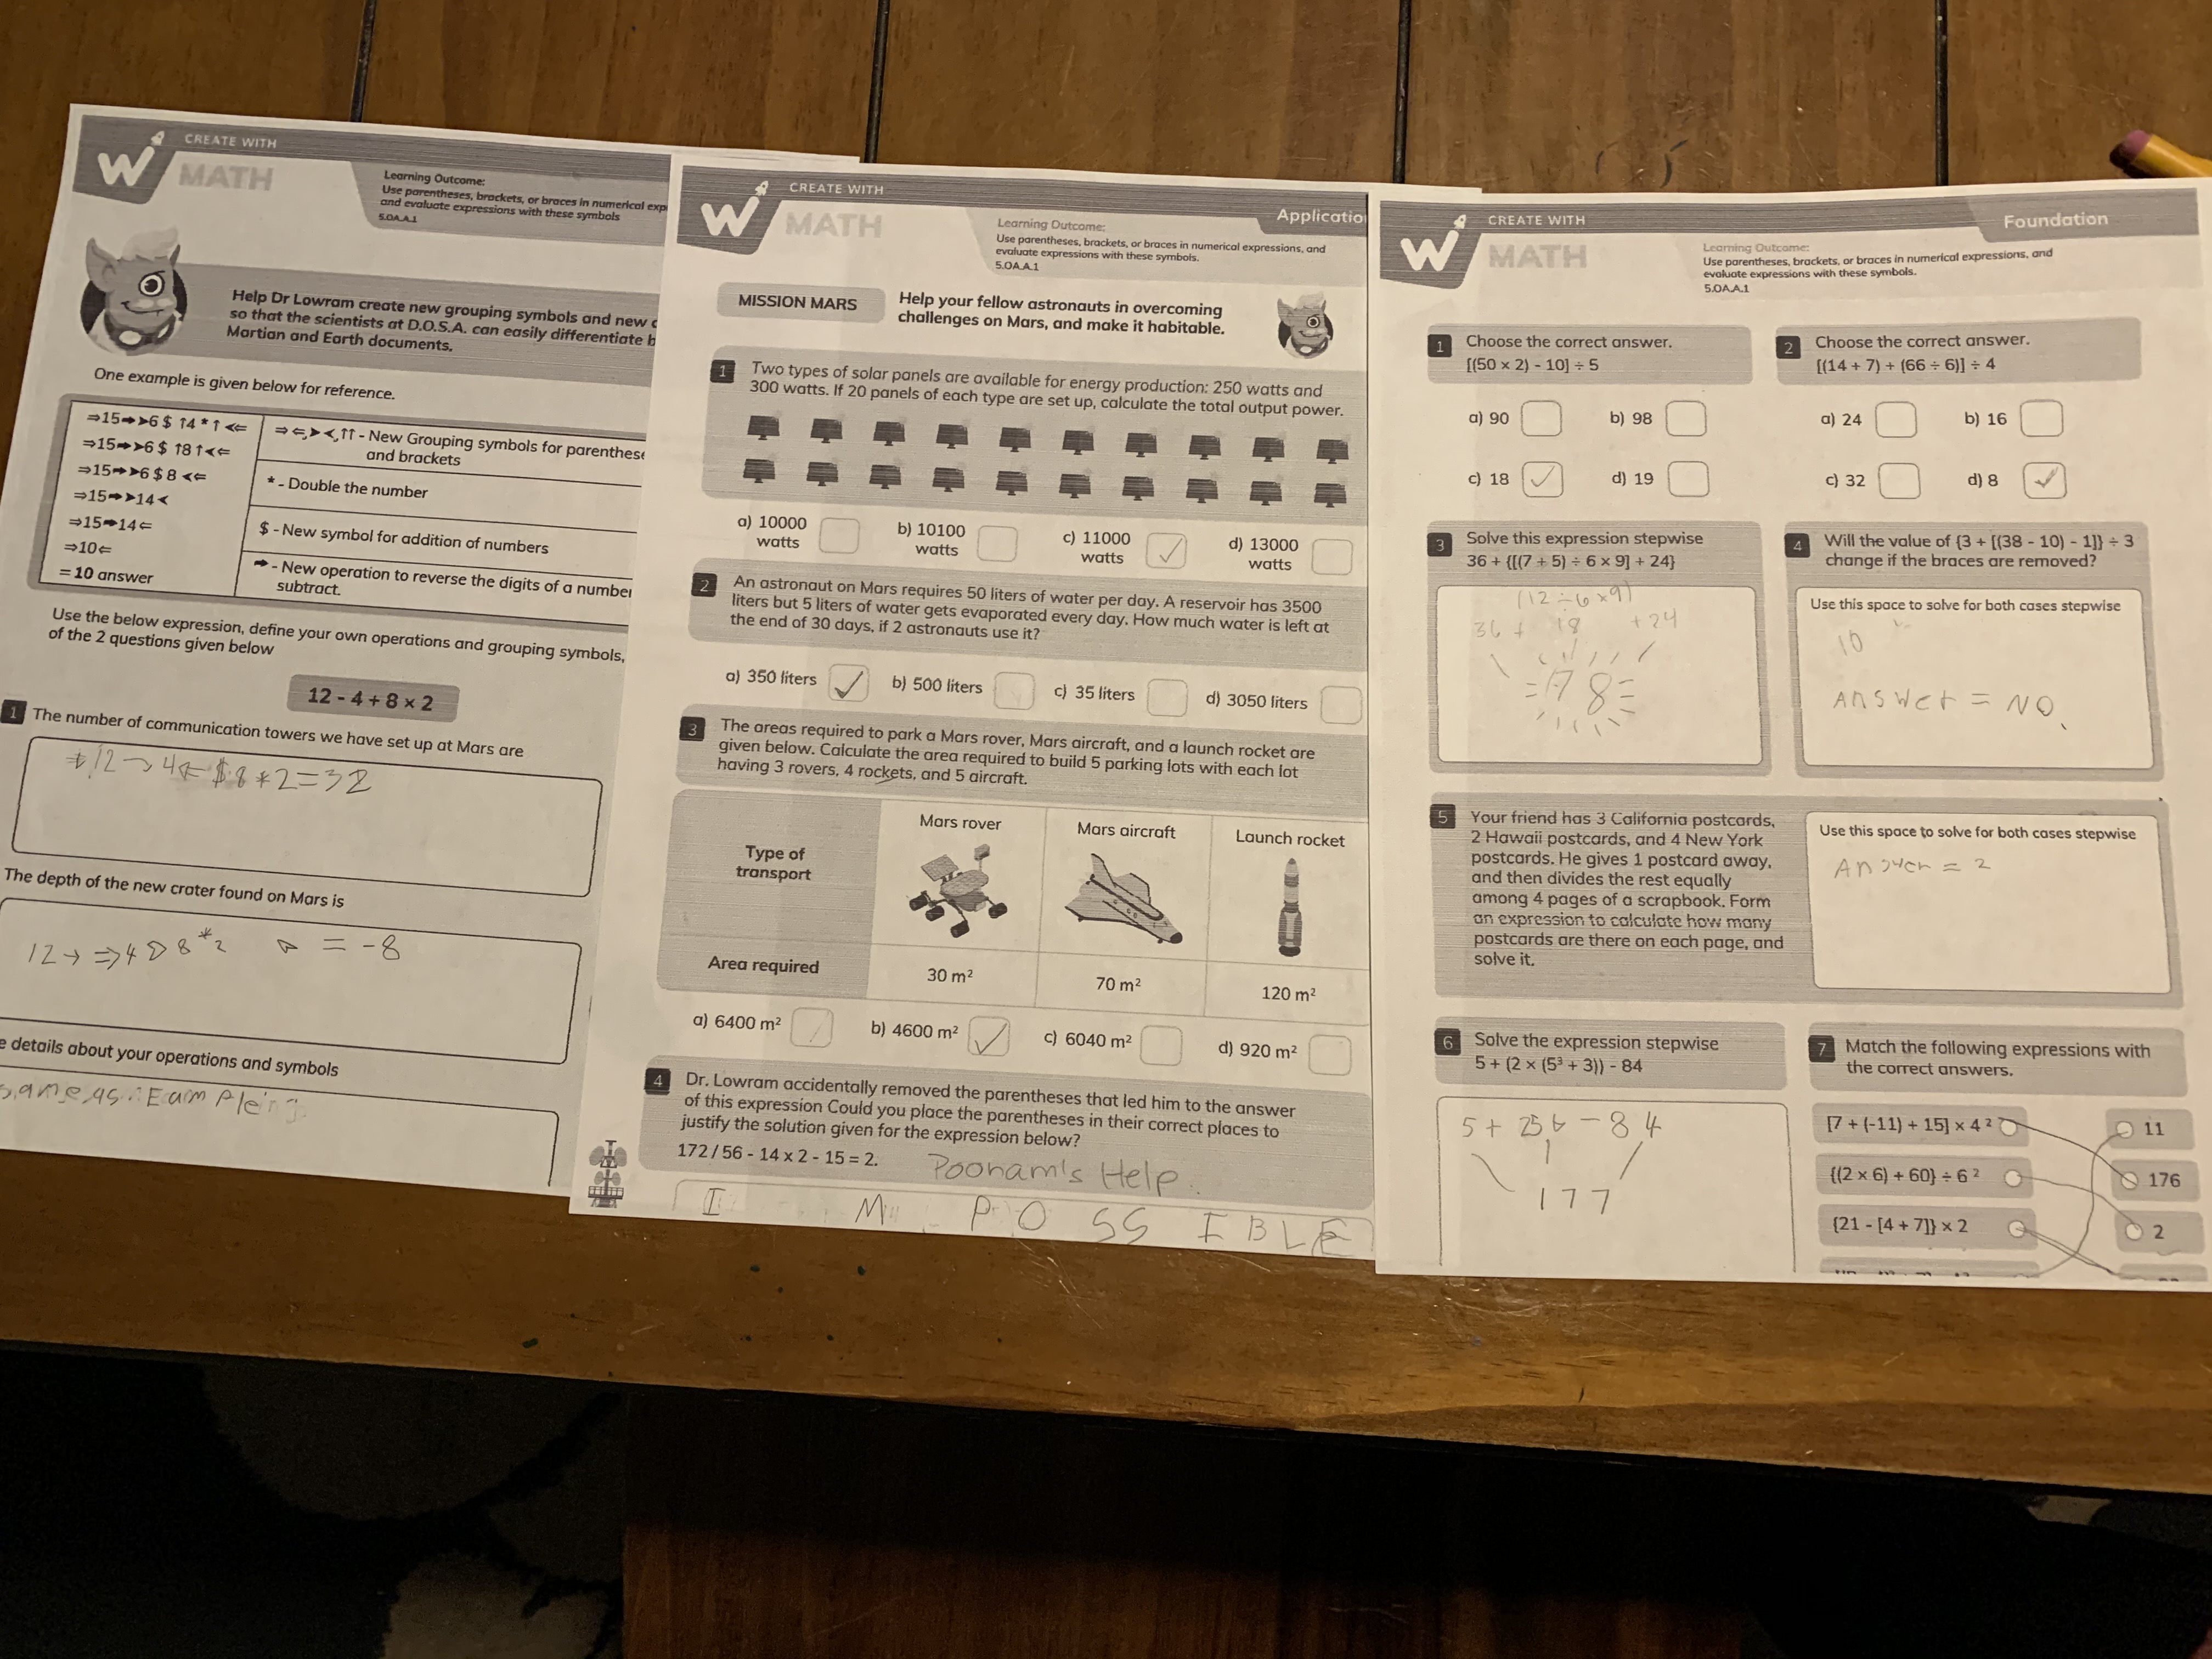 CREATE WITH
W MATH
Learning Outcome:
Use parentheses, brackets, or braces in numerical exp
and evaluate expressions with these symbols
5.OA.A.1
Help Dr Lowram create new grouping symbols and new
so that the scientists at D.O.S.A. can easily differentiate b
Martian and Earth documents.
One example is given below for reference.
⇒15➡➤6 $ ↑4 * ↑ ⮜⇐
⇒15➡➤6 $ ↑8 ↑⮜⇐
⇒15➡➤6 $ 8 ⮜⇐
⇒15➡➤14⮜
⇒15➡14⇐
⇒10⇐
= 10 answer
⇒⇐,➤⮜,↑↑ - New Grouping symbols for parenthese
and brackets
* - Double the number
$ - New symbol for addition of numbers
➡ - New operation to reverse the digits of a number
subtract.
Use the below expression, define your own operations and grouping symbols,
of the 2 questions given below
12 - 4 + 8 × 2
1 The number of communication towers we have set up at Mars are
12 → 4⇐ $ 8 * 2 = 32
The depth of the new crater found on Mars is
12 → ⇒ 4 ▷ 8 * 2 = -8
e details about your operations and symbols
same as
CREATE WITH
W MATH
Applicatio
Learning Outcome:
Use parentheses, brackets, or braces in numerical expressions, and
evaluate expressions with these symbols.
5.OA.A.1
MISSION MARS
Help your fellow astronauts in overcoming
challenges on Mars, and make it habitable.
1 Two types of solar panels are available for energy production: 250 watts and
300 watts. If 20 panels of each type are set up, calculate the total output power.
a) 10000 watts
b) 10100 watts
c) 11000 watts ✓
d) 13000 watts
2 An astronaut on Mars requires 50 liters of water per day. A reservoir has 3500
liters but 5 liters of water gets evaporated every day. How much water is left at
the end of 30 days, if 2 astronauts use it?
a) 350 liters ✓ b) 500 liters c) 35 liters d) 3050 liters
3 The areas required to park a Mars rover, Mars aircraft, and a launch rocket are
given below. Calculate the area required to build 5 parking lots with each lot
having 3 rovers, 4 rockets, and 5 aircraft.
Type of transport
Mars rover
Mars aircraft
Launch rocket
Area required 30 m² 70 m² 120 m²
a) 6400 m² b) 4600 m² ✓ c) 6040 m² d) 920 m²
4 Dr. Lowram accidentally removed the parentheses that led him to the answer
of this expression Could you place the parentheses in their correct places to
justify the solution given for the expression below?
172 / 56 - 14 x 2 - 15 = 2.
Poonam's Help.
I M P O SS I B L E
CREATE WITH
W MATH
Foundation
Learning Outcome:
Use parentheses, brackets, or braces in numerical expressions, and
evaluate expressions with these symbols.
5.OA.A.1
1 Choose the correct answer.
[(50 × 2) - 10] ÷ 5
a) 90 b) 98
c) 18 ✓ d) 19
2 Choose the correct answer.
[(14 + 7) + (66 ÷ 6)] ÷ 4
a) 24 b) 16
c) 32 d) 8 ✓
3 Solve this expression stepwise
36 + {[(7 + 5) ÷ 6 × 9] + 24}
(12 ÷ 6 × 9)
36 + 18 + 24
= 78 =
4 Will the value of {3 + [(38 - 10) - 1]} ÷ 3
change if the braces are removed?
Use this space to solve for both cases stepwise
10
Answer = NO.
5 Your friend has 3 California postcards,
2 Hawaii postcards, and 4 New York
postcards. He gives 1 postcard away,
and then divides the rest equally
among 4 pages of a scrapbook. Form
an expression to calculate how many
postcards are there on each page, and
solve it.
Use this space to solve for both cases stepwise
Answer = 2
6 Solve the expression stepwise
5 + (2 × (5³ + 3)) - 84
5 + 256 - 84
177
7 Match the following expressions with
the correct answers.
[7 + (-11) + 15] × 4² 11
{(2 × 6) + 60} ÷ 6² 176
{21 - [4 + 7]} × 2 2